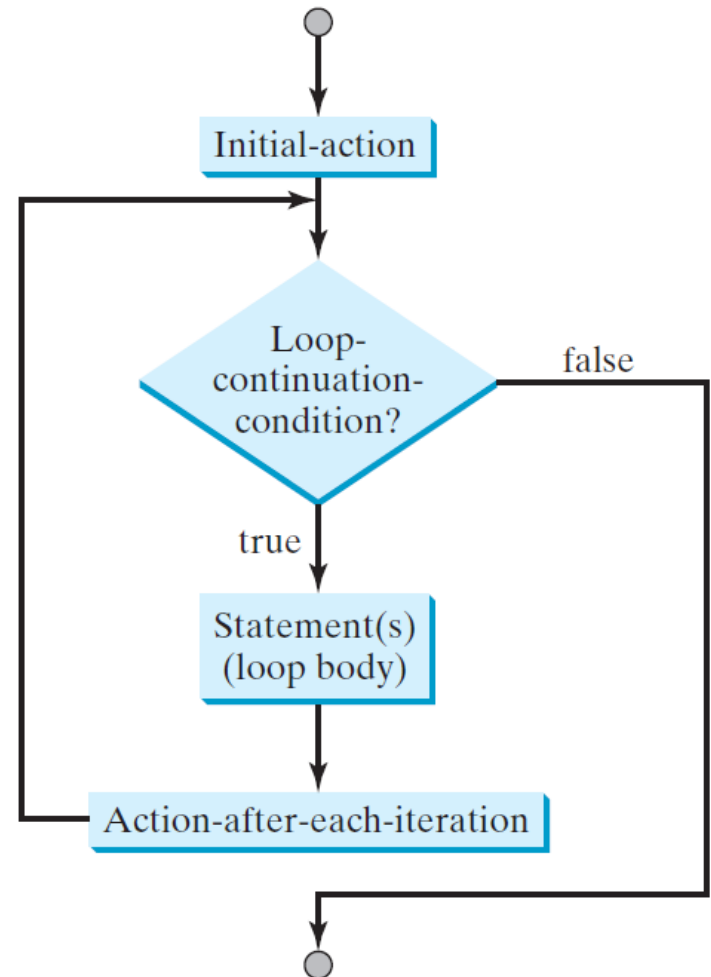 Initial-action
Loop-
continuation-
condition?
false
true
Statement(s)
(loop body)
Action-after-each-iteration